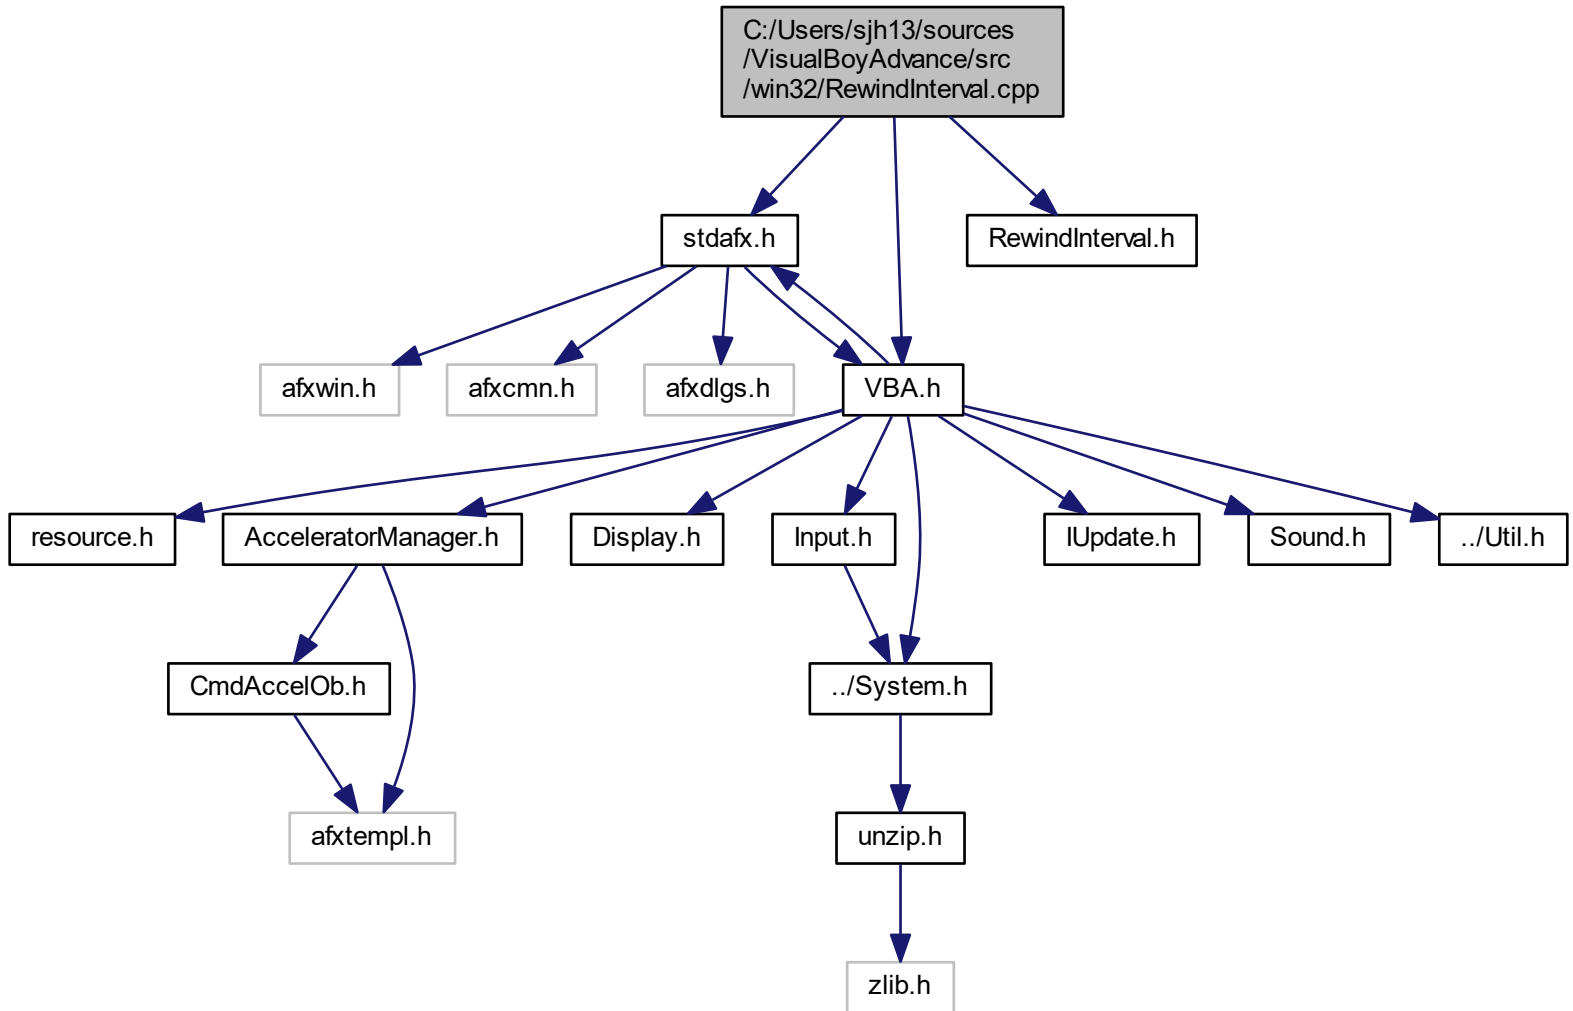 C:/Users/sjh13/sources
/VisualBoyAdvance/src
/win32/RewindInterval.cpp
stdafx.h
RewindInterval.h
afxwin.h
afxcmn.h
afxdlgs.h
VBA.h
resource.h
AcceleratorManager.h
Display.h
Input.h
IUpdate.h
Sound.h
../Util.h
CmdAccelOb.h
../System.h
afxtempl.h
unzip.h
zlib.h